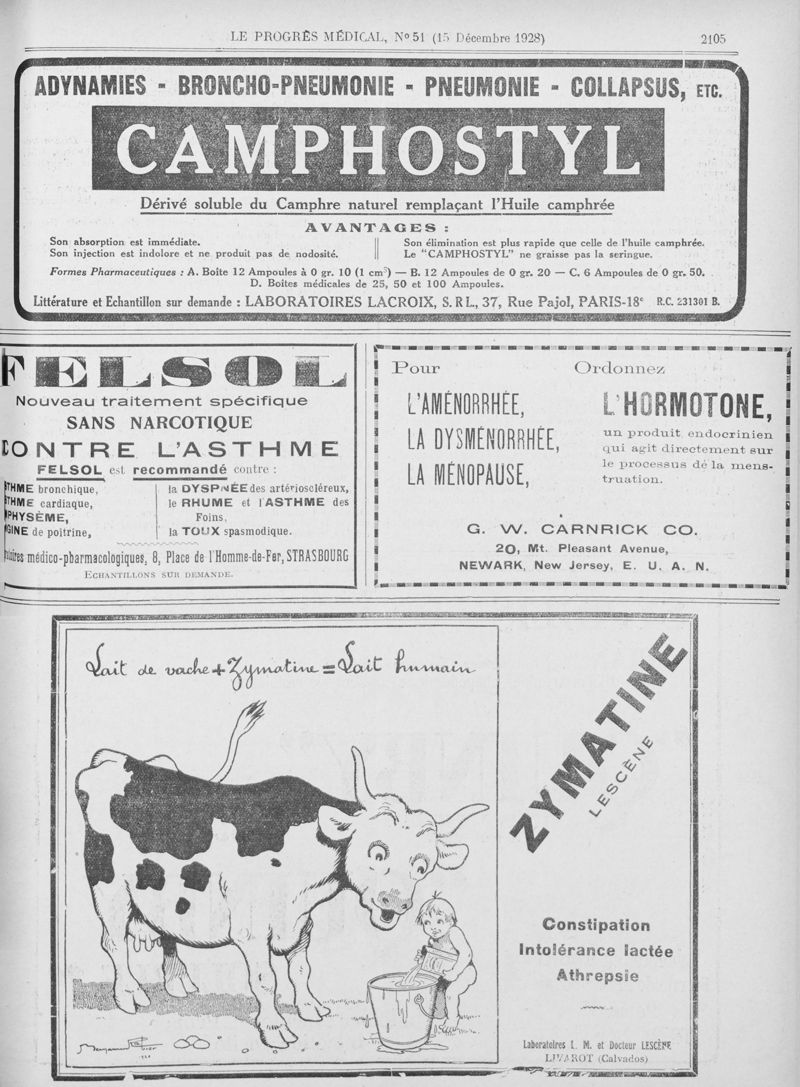 LE PROGRÈS MÉDICAL, N° 51 (15 Décembre 1928)
2105
ADYNAMIES - BRONCHO-PNEUMONIE - PNEUMONIE - COLLAPSUS, ETC.
CAMPHOSTYL
Dérivé soluble du Camphre naturel remplaçant l'Huile camphrée
AVANTAGES :
Son absorption est immédiate.
Son injection est indolore et ne produit pas de nodosité.
Son élimination est plus rapide que celle de l'huile camphrée.
Le "CAMPHOSTYL" ne graisse pas la seringue.
Formes Pharmaceutiques : A. Boîte 12 Ampoules à 0 gr. 10 (1 cm³) — B. 12 Ampoules de 0 gr. 20 — C. 6 Ampoules de 0 gr. 50.
D. Boîtes médicales de 25, 50 et 100 Ampoules.
Littérature et Echantillon sur demande : LABORATOIRES LACROIX, S. RL., 37, Rue Pajol, PARIS-18e R.C. 231301 B.
FELSOL
Nouveau traitement spécifique
SANS NARCOTIQUE
CONTRE L'ASTHME
FELSOL est recommandé contre :
THME bronchique,
THME cardiaque,
PHYSÈME,
GINE de poitrine,
la DYSPNÉE des artérioscléreux,
le RHUME et l'ASTHME des
Foins,
la TOUX spasmodique.
médico-pharmacologiques, 8, Place de l'Homme-de-Fer, STRASBOURG
ECHANTILLONS SUR DEMANDE.
Pour
L'AMÉNORRHÉE,
LA DYSMÉNORRHÉE,
LA MÉNOPAUSE,
Ordonnez
L'HORMOTONE,
un produit endocrinien
qui agit directement sur
le processus de la mens-
truation.
G. W. CARNRICK CO.
20, Mt. Pleasant Avenue,
NEWARK, New Jersey, E. U. A. N.
Lait de vache + Zymatine = Lait humain
ZYMATINE
LESCÈNE
Constipation
Intolérance lactée
Athrepsie
Laboratoires L. M. et Docteur LESCÈNE
LIVAROT (Calvados)